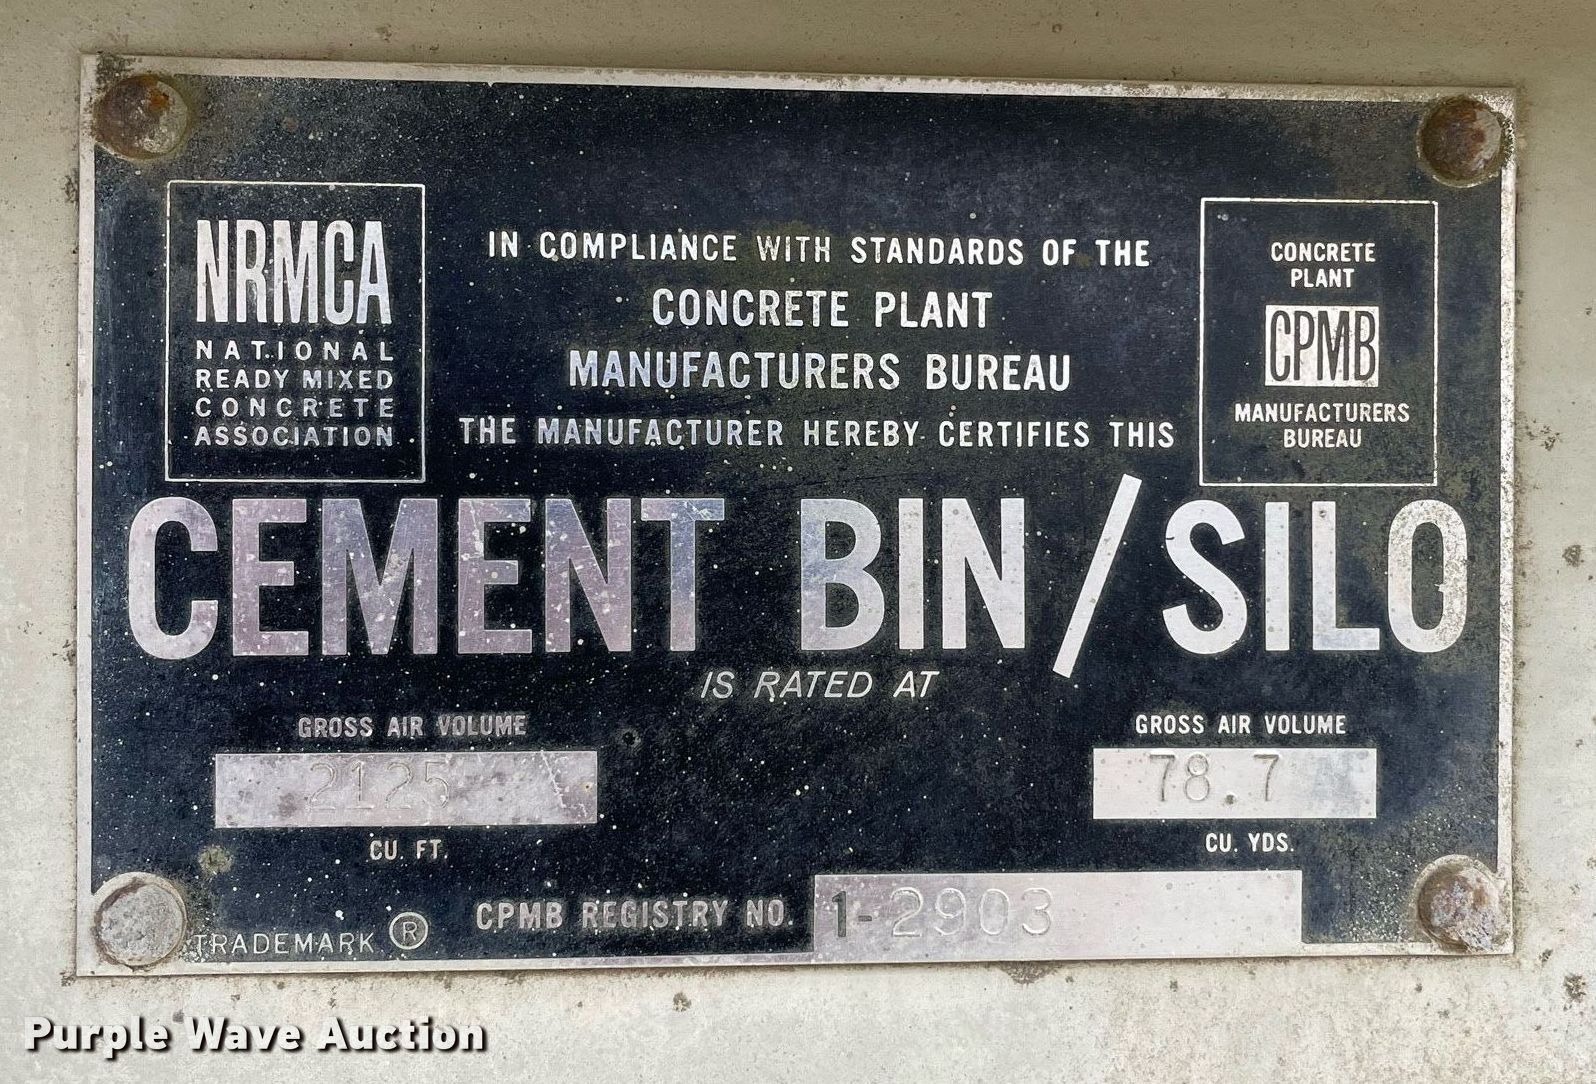 NRMCA
NATIONAL
READY MIXED
CONCRETE
ASSOCIATION
IN COMPLIANCE WITH STANDARDS OF THE
CONCRETE PLANT
MANUFACTURERS BUREAU
THE MANUFACTURER HEREBY CERTIFIES THIS
CONCRETE
PLANT
CPMB
MANUFACTURERS
BUREAU
CEMENT BIN/SILO
IS RATED AT
GROSS AIR VOLUME
2125
CU. FT.
GROSS AIR VOLUME
78.7
CU. YDS.
CPMB REGISTRY NO. 1-2903
TRADEMARK ®
Purple Wave Auction